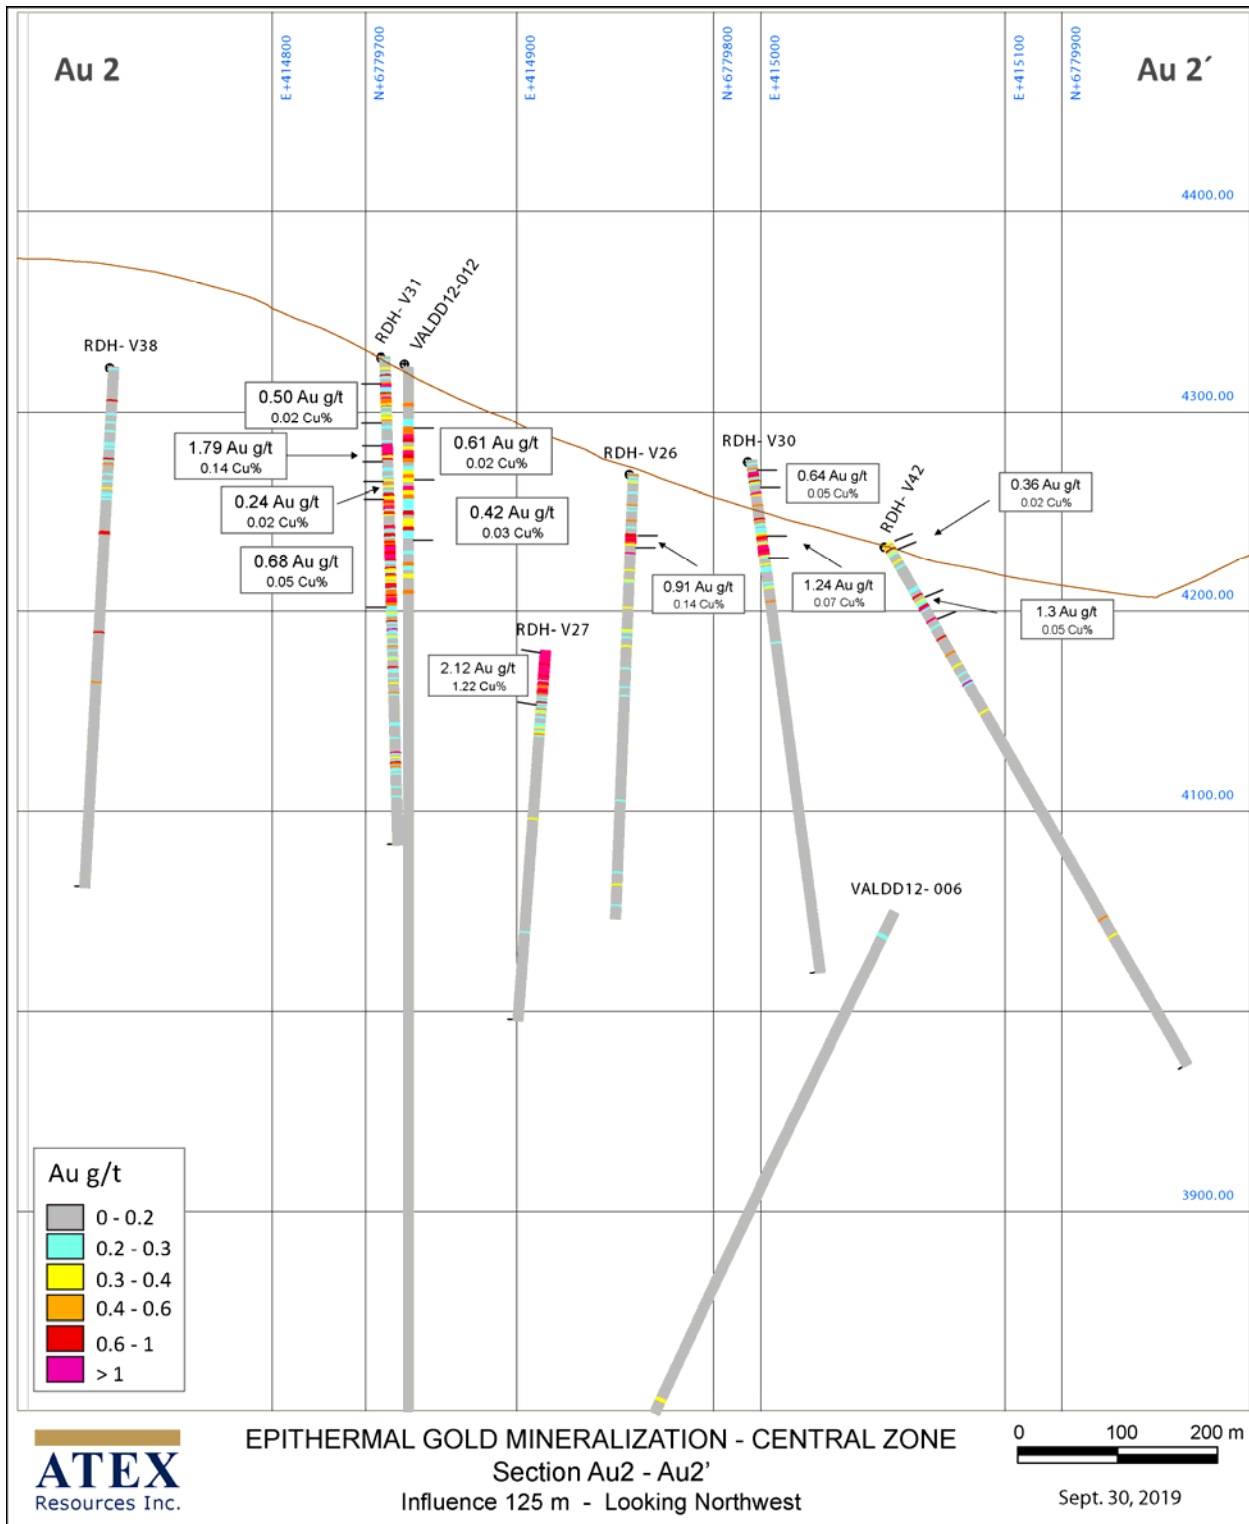 Au 2
Au 2´
E+414800
N+6779700
E+414900
N+6779800
E+415000
E+415100
N+6779900
4400.00
4300.00
4200.00
4100.00
3900.00
RDH- V38
RDH- V31
VALDD12-012
RDH- V26
RDH- V30
RDH- V42
RDH- V27
VALDD12- 006
0.50 Au g/t
0.02 Cu%
1.79 Au g/t
0.14 Cu%
0.24 Au g/t
0.02 Cu%
0.68 Au g/t
0.05 Cu%
0.61 Au g/t
0.02 Cu%
0.42 Au g/t
0.03 Cu%
2.12 Au g/t
1.22 Cu%
0.91 Au g/t
0.14 Cu%
0.64 Au g/t
0.05 Cu%
1.24 Au g/t
0.07 Cu%
0.36 Au g/t
0.02 Cu%
1.3 Au g/t
0.05 Cu%
Au g/t
0 - 0.2
0.2 - 0.3
0.3 - 0.4
0.4 - 0.6
0.6 - 1
> 1
ATEX
Resources Inc.
EPITHERMAL GOLD MINERALIZATION - CENTRAL ZONE
Section Au2 - Au2'
Influence 125 m - Looking Northwest
0 100 200 m
Sept. 30, 2019